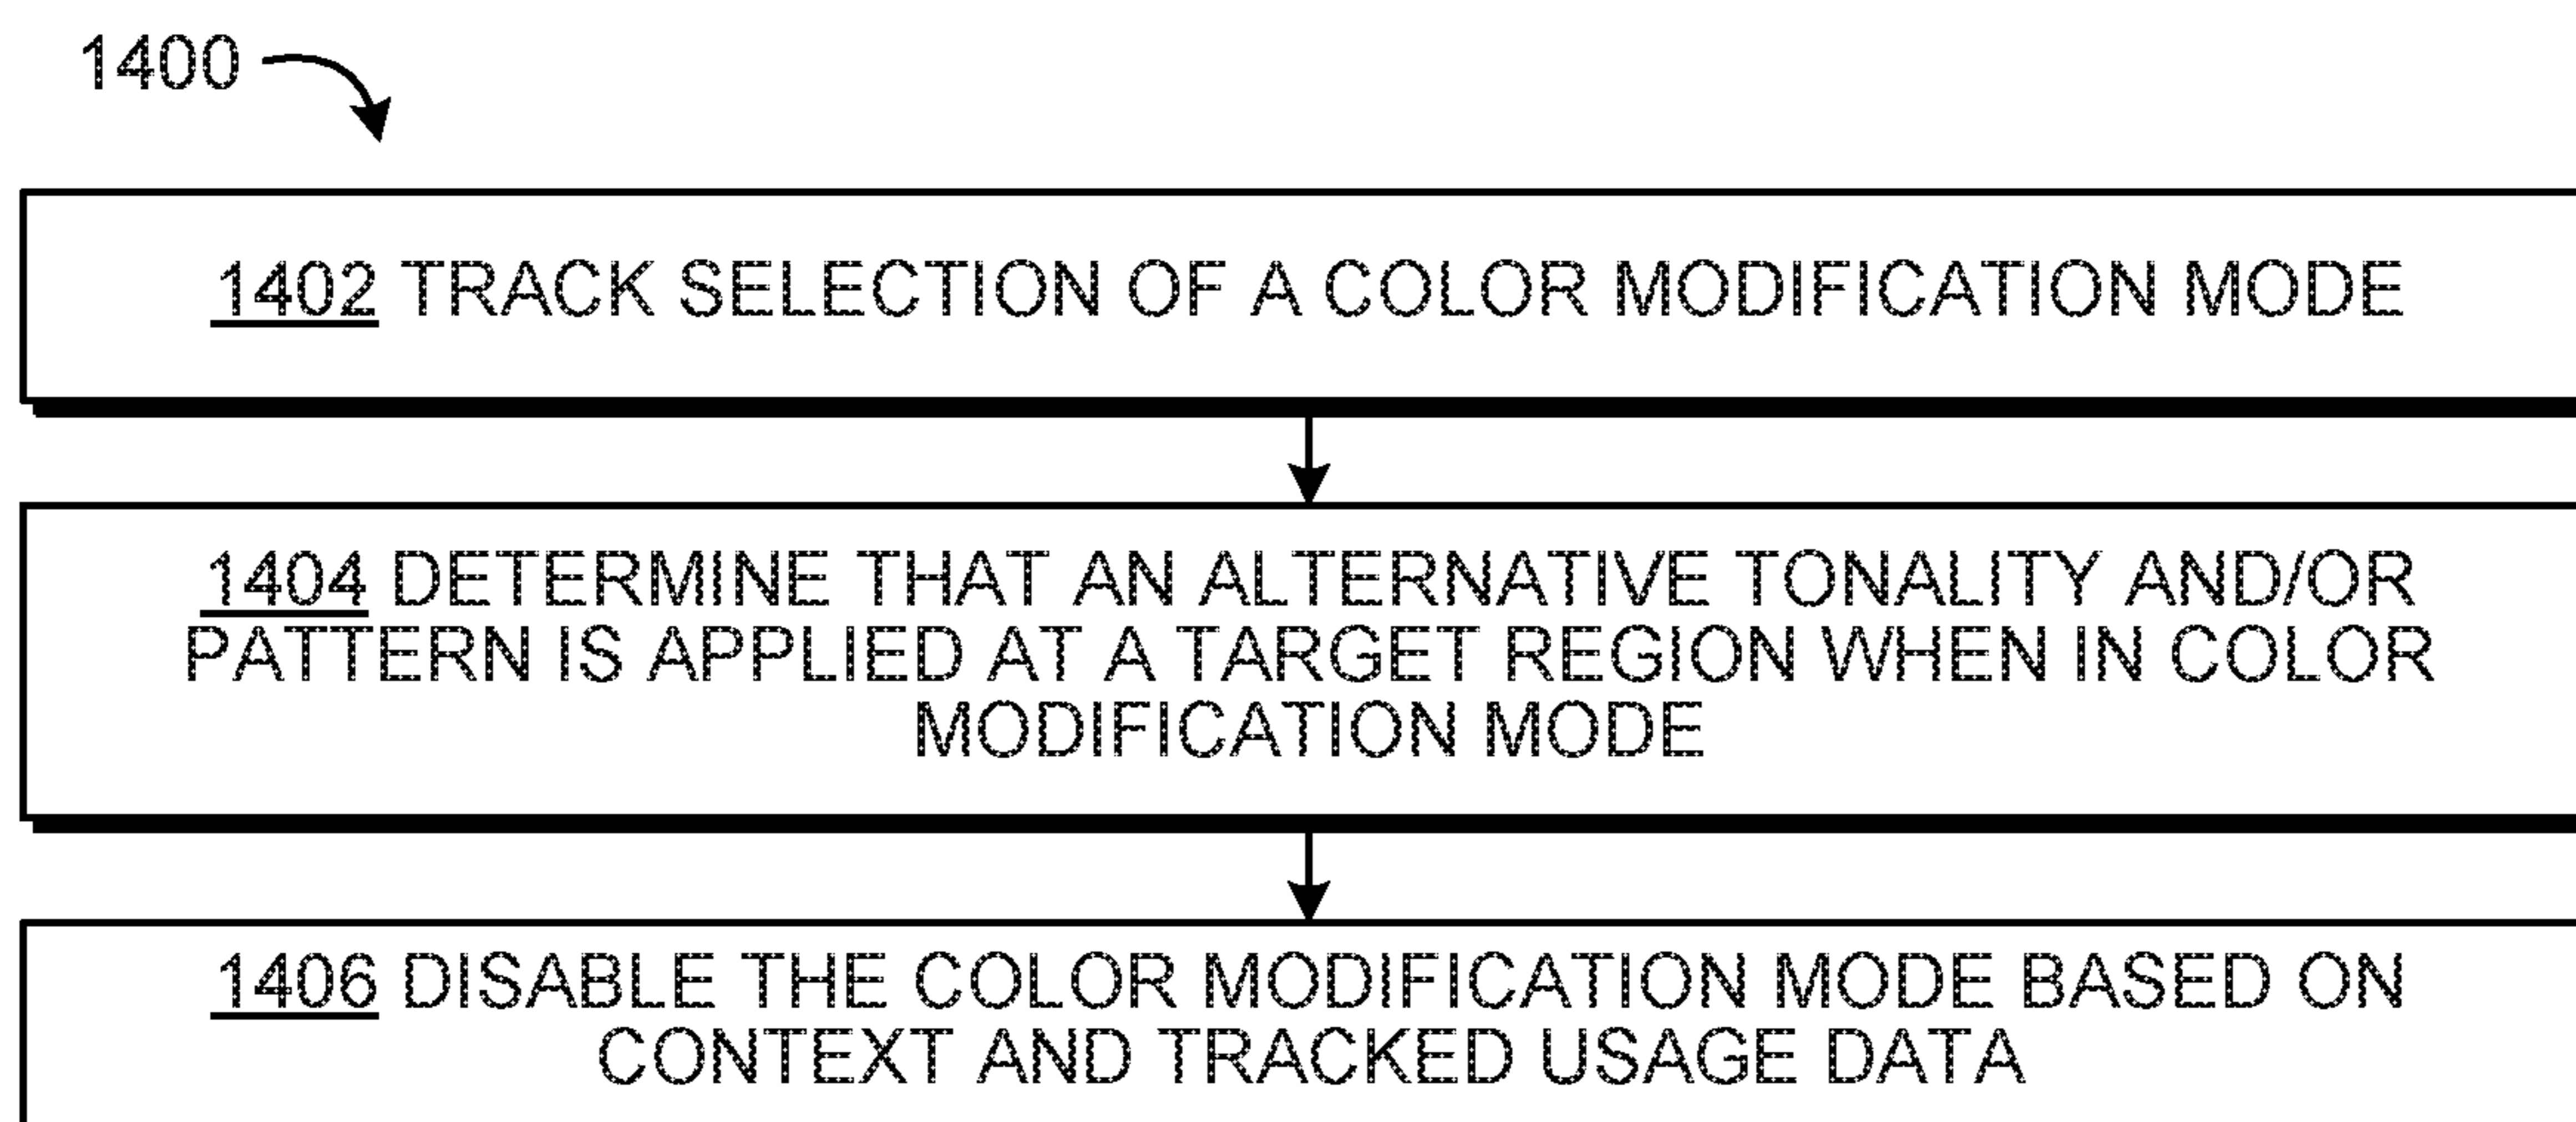 1400
1402 TRACK SELECTION OF A COLOR MODIFICATION MODE
1404 DETERMINE THAT AN ALTERNATIVE TONALITY AND/OR
PATTERN IS APPLIED AT A TARGET REGION WHEN IN COLOR
MODIFICATION MODE
1406 DISABLE THE COLOR MODIFICATION MODE BASED ON
CONTEXT AND TRACKED USAGE DATA